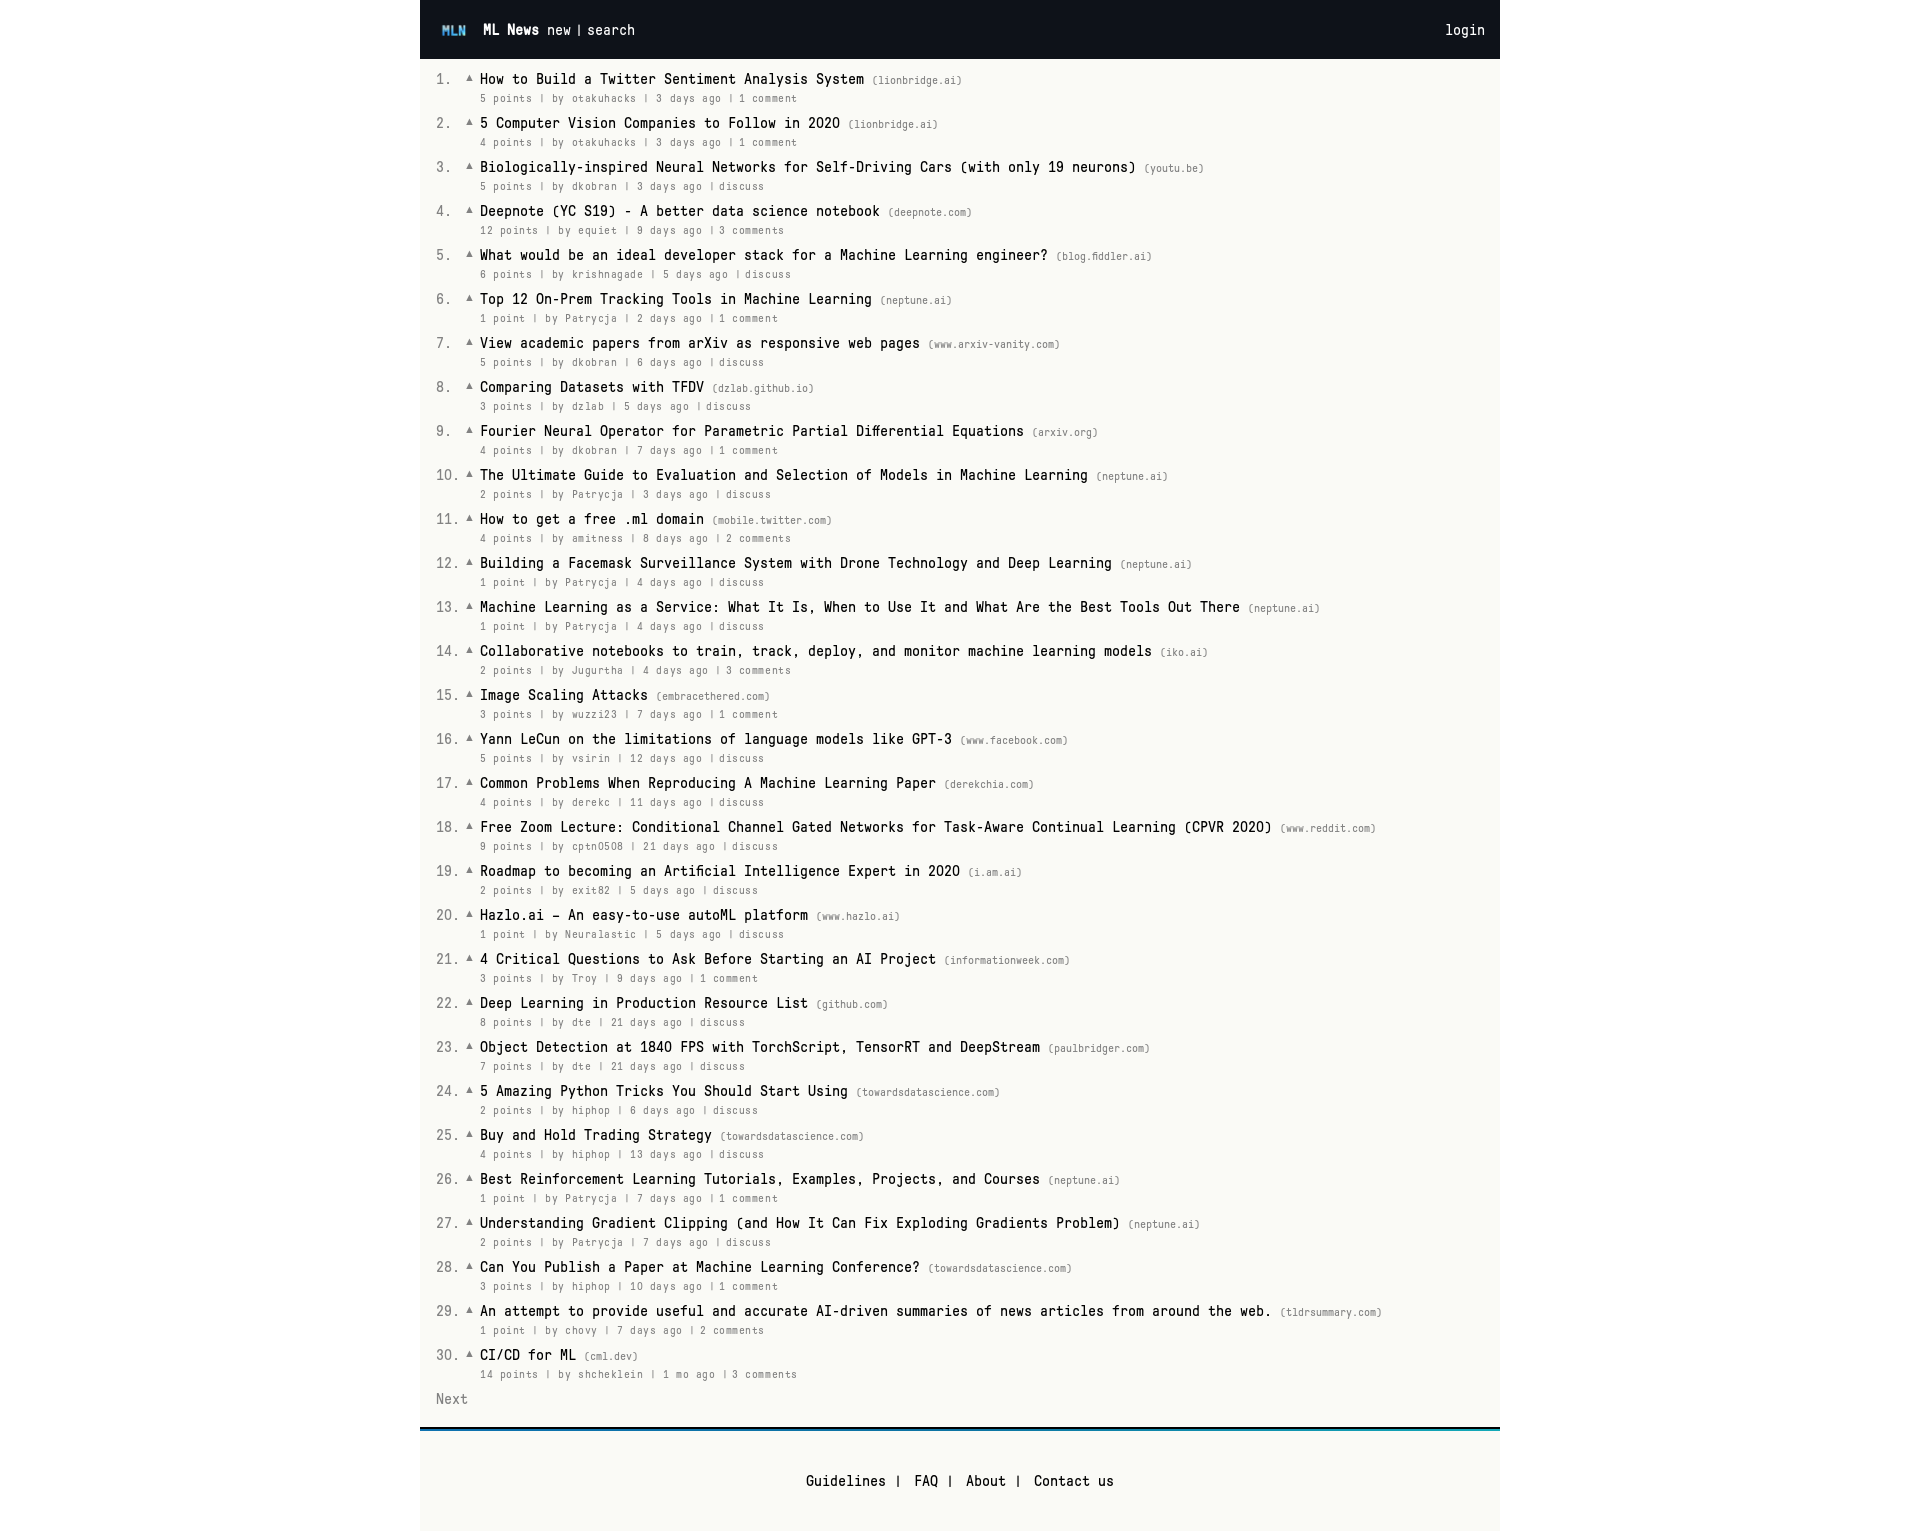 MLN ML News new | search login
1. ▲ How to Build a Twitter Sentiment Analysis System (lionbridge.ai)
5 points | by otakuhacks | 3 days ago | 1 comment
2. ▲ 5 Computer Vision Companies to Follow in 2020 (lionbridge.ai)
4 points | by otakuhacks | 3 days ago | 1 comment
3. ▲ Biologically-inspired Neural Networks for Self-Driving Cars (with only 19 neurons) (youtu.be)
5 points | by dkobran | 3 days ago | discuss
4. ▲ Deepnote (YC S19) - A better data science notebook (deepnote.com)
12 points | by equiet | 9 days ago | 3 comments
5. ▲ What would be an ideal developer stack for a Machine Learning engineer? (blog.fiddler.ai)
6 points | by krishnagade | 5 days ago | discuss
6. ▲ Top 12 On-Prem Tracking Tools in Machine Learning (neptune.ai)
1 point | by Patrycja | 2 days ago | 1 comment
7. ▲ View academic papers from arXiv as responsive web pages (www.arxiv-vanity.com)
5 points | by dkobran | 6 days ago | discuss
8. ▲ Comparing Datasets with TFDV (dzlab.github.io)
3 points | by dzlab | 5 days ago | discuss
9. ▲ Fourier Neural Operator for Parametric Partial Differential Equations (arxiv.org)
4 points | by dkobran | 7 days ago | 1 comment
10. ▲ The Ultimate Guide to Evaluation and Selection of Models in Machine Learning (neptune.ai)
2 points | by Patrycja | 3 days ago | discuss
11. ▲ How to get a free .ml domain (mobile.twitter.com)
4 points | by amitness | 8 days ago | 2 comments
12. ▲ Building a Facemask Surveillance System with Drone Technology and Deep Learning (neptune.ai)
1 point | by Patrycja | 4 days ago | discuss
13. ▲ Machine Learning as a Service: What It Is, When to Use It and What Are the Best Tools Out There (neptune.ai)
1 point | by Patrycja | 4 days ago | discuss
14. ▲ Collaborative notebooks to train, track, deploy, and monitor machine learning models (iko.ai)
2 points | by Jugurtha | 4 days ago | 3 comments
15. ▲ Image Scaling Attacks (embracethered.com)
3 points | by wuzzi23 | 7 days ago | 1 comment
16. ▲ Yann LeCun on the limitations of language models like GPT-3 (www.facebook.com)
5 points | by vsirin | 12 days ago | discuss
17. ▲ Common Problems When Reproducing A Machine Learning Paper (derekchia.com)
4 points | by derekc | 11 days ago | discuss
18. ▲ Free Zoom Lecture: Conditional Channel Gated Networks for Task-Aware Continual Learning (CPVR 2020) (www.reddit.com)
9 points | by cptn0508 | 21 days ago | discuss
19. ▲ Roadmap to becoming an Artificial Intelligence Expert in 2020 (i.am.ai)
2 points | by exit82 | 5 days ago | discuss
20. ▲ Hazlo.ai – An easy-to-use autoML platform (www.hazlo.ai)
1 point | by Neuralastic | 5 days ago | discuss
21. ▲ 4 Critical Questions to Ask Before Starting an AI Project (informationweek.com)
3 points | by Troy | 9 days ago | 1 comment
22. ▲ Deep Learning in Production Resource List (github.com)
8 points | by dte | 21 days ago | discuss
23. ▲ Object Detection at 1840 FPS with TorchScript, TensorRT and DeepStream (paulbridger.com)
7 points | by dte | 21 days ago | discuss
24. ▲ 5 Amazing Python Tricks You Should Start Using (towardsdatascience.com)
2 points | by hiphop | 6 days ago | discuss
25. ▲ Buy and Hold Trading Strategy (towardsdatascience.com)
4 points | by hiphop | 13 days ago | discuss
26. ▲ Best Reinforcement Learning Tutorials, Examples, Projects, and Courses (neptune.ai)
1 point | by Patrycja | 7 days ago | 1 comment
27. ▲ Understanding Gradient Clipping (and How It Can Fix Exploding Gradients Problem) (neptune.ai)
2 points | by Patrycja | 7 days ago | discuss
28. ▲ Can You Publish a Paper at Machine Learning Conference? (towardsdatascience.com)
3 points | by hiphop | 10 days ago | 1 comment
29. ▲ An attempt to provide useful and accurate AI-driven summaries of news articles from around the web. (tldrsummary.com)
1 point | by chovy | 7 days ago | 2 comments
30. ▲ CI/CD for ML (cml.dev)
14 points | by shcheklein | 1 mo ago | 3 comments
Next
Guidelines | FAQ | About | Contact us